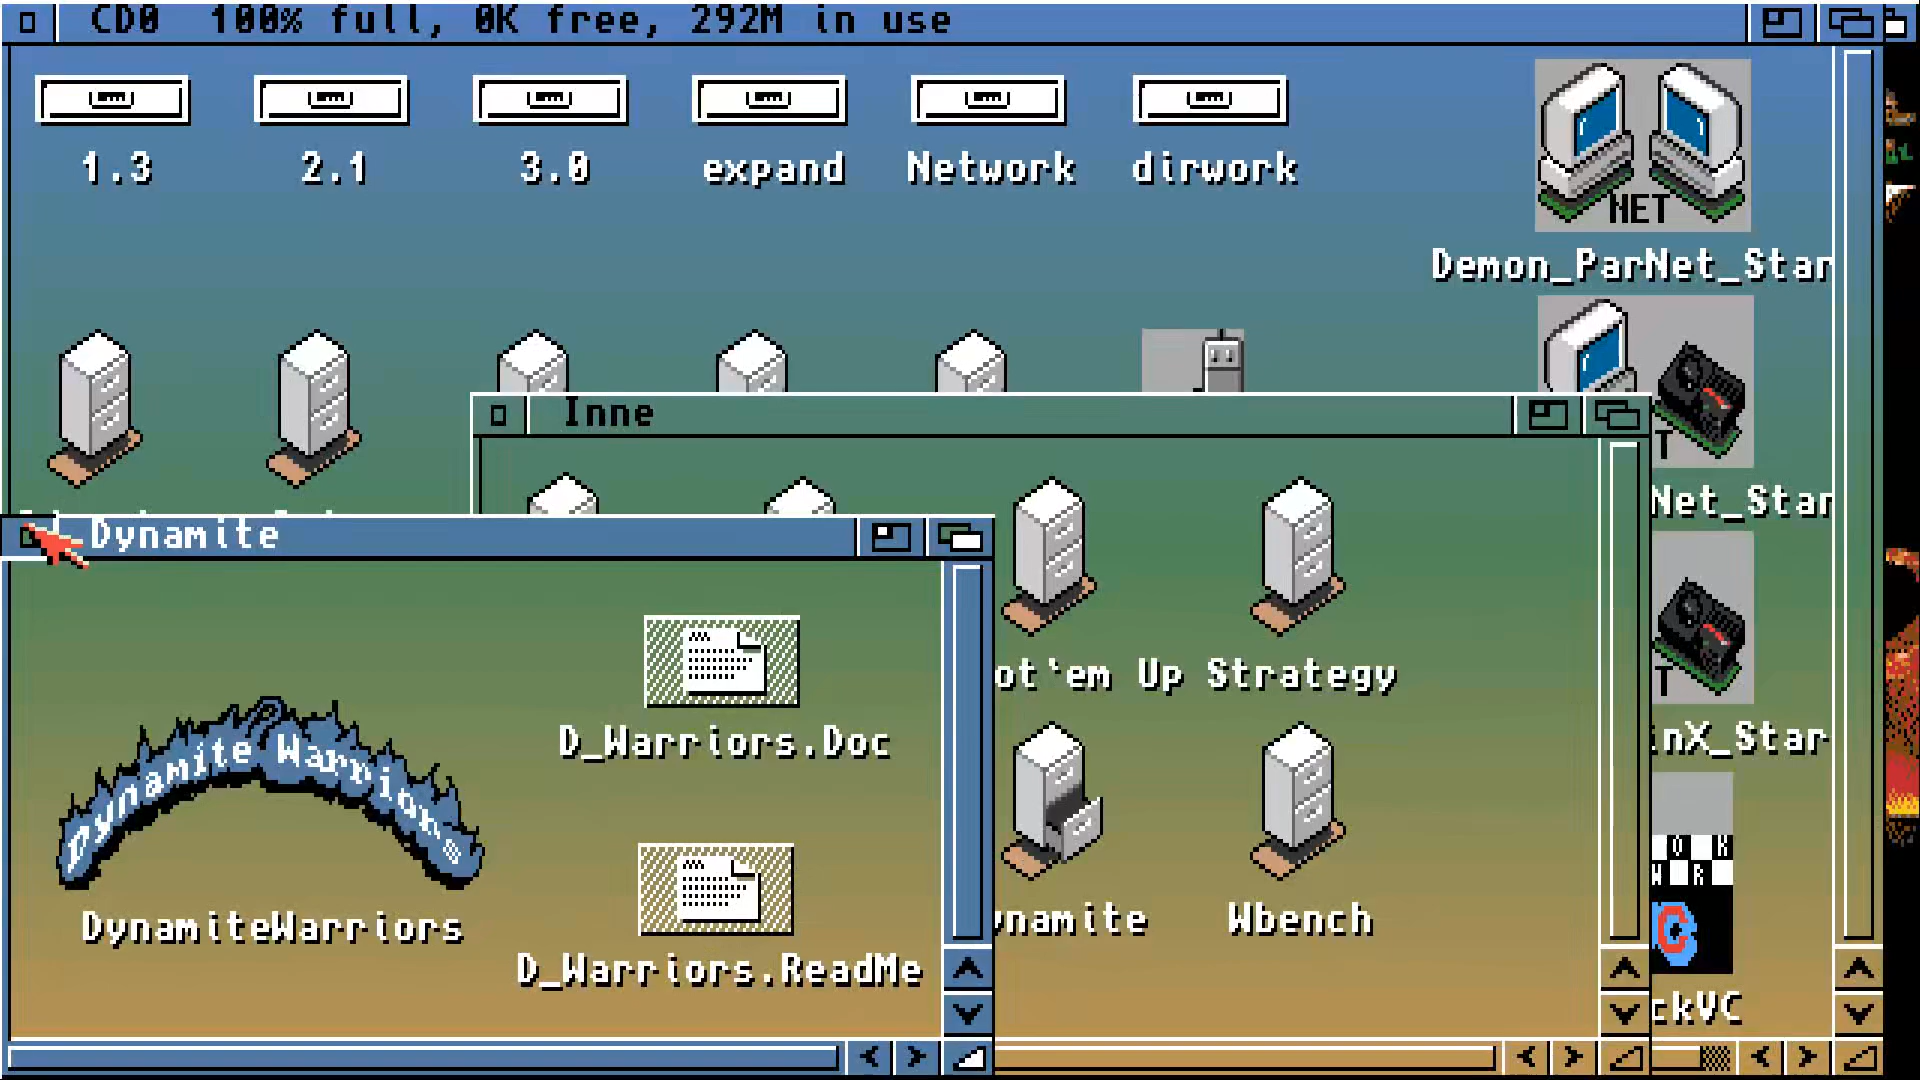 CD0 100% full, 0K free, 292M in use
1.3
2.1
3.0
expand
Network
dirwork
NET
Demon_ParNet_Star
Inne
Net_Star
T
Dynamite
ot'em Up
Strategy
T
D_Warriors.Doc
inX_Star
Dynamite Warriors
DynamiteWarriors
ynamite
Wbench
D_Warriors.ReadMe
O R
W R
C
ckVC